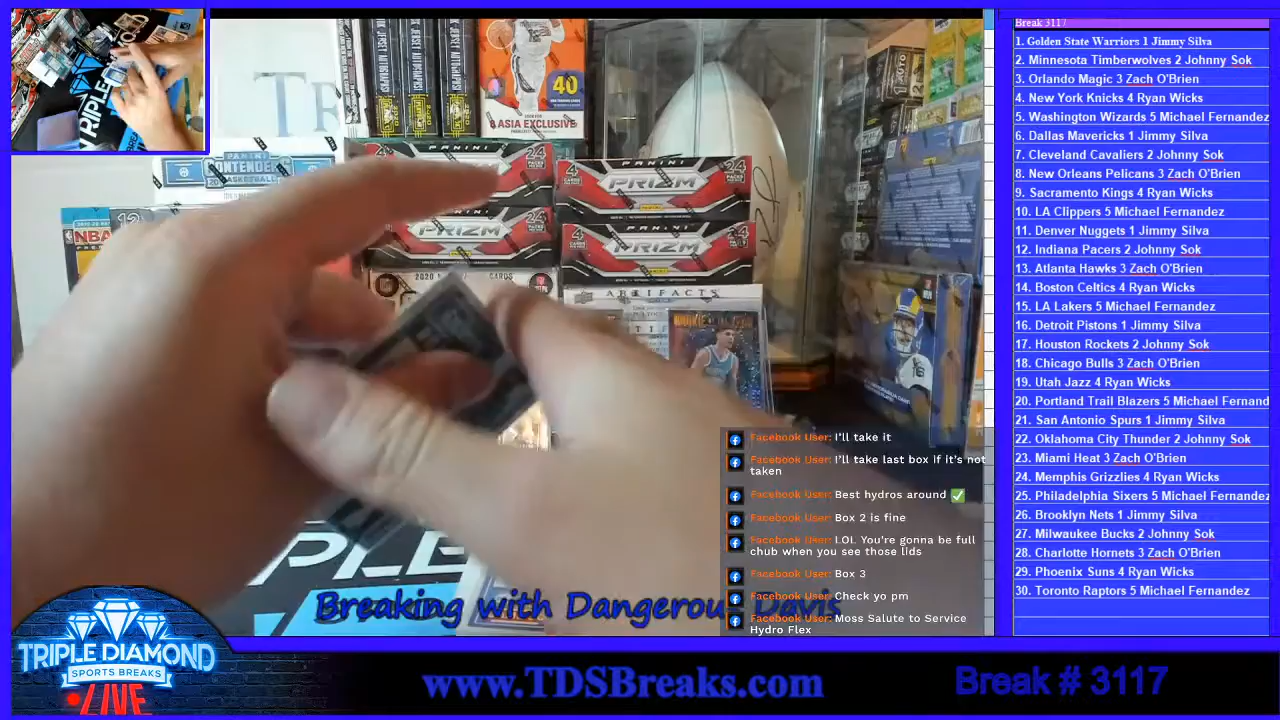 Break 3117
1. Golden State Warriors 1 Jimmy Silva
2. Minnesota Timberwolves 2 Johnny Sok
3. Orlando Magic 3 Zach O'Brien
4. New York Knicks 4 Ryan Wicks
5. Washington Wizards 5 Michael Fernandez
6. Dallas Mavericks 1 Jimmy Silva
7. Cleveland Cavaliers 2 Johnny Sok
8. New Orleans Pelicans 3 Zach O'Brien
9. Sacramento Kings 4 Ryan Wicks
10. LA Clippers 5 Michael Fernandez
11. Denver Nuggets 1 Jimmy Silva
12. Indiana Pacers 2 Johnny Sok
13. Atlanta Hawks 3 Zach O'Brien
14. Boston Celtics 4 Ryan Wicks
15. LA Lakers 5 Michael Fernandez
16. Detroit Pistons 1 Jimmy Silva
17. Houston Rockets 2 Johnny Sok
18. Chicago Bulls 3 Zach O'Brien
19. Utah Jazz 4 Ryan Wicks
20. Portland Trail Blazers 5 Michael Fernand
21. San Antonio Spurs 1 Jimmy Silva
22. Oklahoma City Thunder 2 Johnny Sok
23. Miami Heat 3 Zach O'Brien
24. Memphis Grizzlies 4 Ryan Wicks
25. Philadelphia Sixers 5 Michael Fernandez
26. Brooklyn Nets 1 Jimmy Silva
27. Milwaukee Bucks 2 Johnny Sok
28. Charlotte Hornets 3 Zach O'Brien
29. Phoenix Suns 4 Ryan Wicks
30. Toronto Raptors 5 Michael Fernandez
40
ASIA EXCLUSIVE
PANINI
CONTENDERS
BASKETBALL
PANINI
24
PANINI
4 CARDS
PRIZM
24 PACKS
PRIZM
24
4
PRIZM
24
2020
CARDS
ARTIFACTS
NBA
12
TRIPLE
PLE
Facebook User: I'll take it
Facebook User: I'll take last box if it's not
taken
Facebook User: Best hydros around ✅
Facebook User: Box 2 is fine
Facebook User: LOL You're gonna be full
chub when you see those lids
Facebook User: Box 3
Facebook User: Check yo pm
Facebook User: Moss Salute to Service
Hydro Flex
Breaking with Dangerous Davis
TRIPLE DIAMOND
SPORTS BREAKS
LIVE
www.TDSBreaks.com
Break # 3117